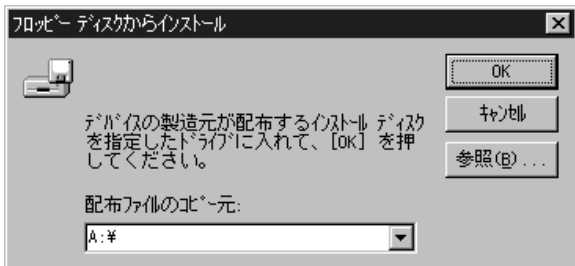 ﾌﾛｯﾋﾟｰ ﾃﾞｨｽｸからｲﾝｽﾄｰﾙ
OK
ﾃﾞﾊﾞｲｽの製造元が配布するｲﾝｽﾄｰﾙ ﾃﾞｨｽｸ
を指定したﾄﾞﾗｲﾌﾞに入れて、[OK] を押
してください。
ｷｬﾝｾﾙ
参照(B)...
配布ﾌｧｲﾙのｺﾋﾟｰ元:
A:¥